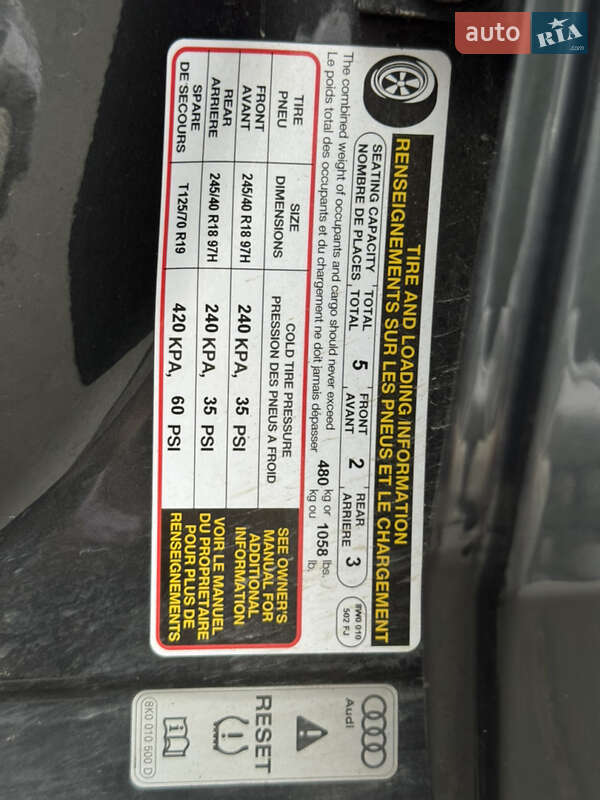 auto RIA .com
TIRE AND LOADING INFORMATION
RENSEIGNEMENTS SUR LES PNEUS ET LE CHARGEMENT
SEATING CAPACITY TOTAL 5 FRONT 2 REAR 3
NOMBRE DE PLACES TOTAL AVANT ARRIERE
8W0 010
502 FJ
The combined weight of occupants and cargo should never exceed 480 kg or 1058 lbs.
Le poids total des occupants et du chargement ne doit jamais dépasser kg ou lb.
TIRE SIZE COLD TIRE PRESSURE
PNEU DIMENSIONS PRESSION DES PNEUS A FROID
FRONT
AVANT 245/40 R18 97H 240 KPA, 35 PSI
REAR
ARRIERE 245/40 R18 97H 240 KPA, 35 PSI
SPARE
DE SECOURS T125/70 R19 420 KPA, 60 PSI
SEE OWNER'S
MANUAL FOR
ADDITIONAL
INFORMATION
VOIR LE MANUEL
DU PROPRIETAIRE
POUR PLUS DE
RENSEIGNEMENTS
Audi
RESET
8K0 010 500 D